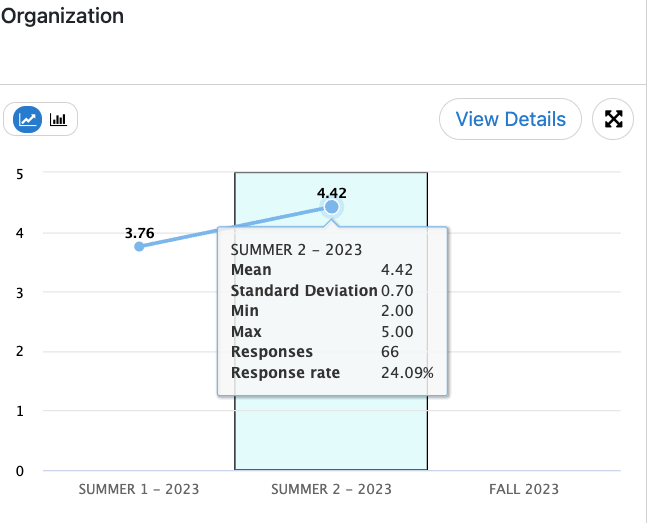 Organization
View Details
5
4.42
3.76
4
SUMMER 2 – 2023
Mean 4.42
Standard Deviation 0.70
3
Min 2.00
Max 5.00
2
Responses 66
Response rate 24.09%
1
0
SUMMER 1 – 2023
SUMMER 2 – 2023
FALL 2023